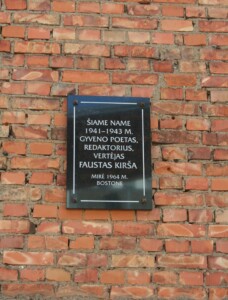 ŠIAME NAME
1941–1943 M.
GYVENO POETAS,
REDAKTORIUS,
VERTĖJAS
FAUSTAS KIRŠA
MIRĖ 1964 M.
BOSTONE